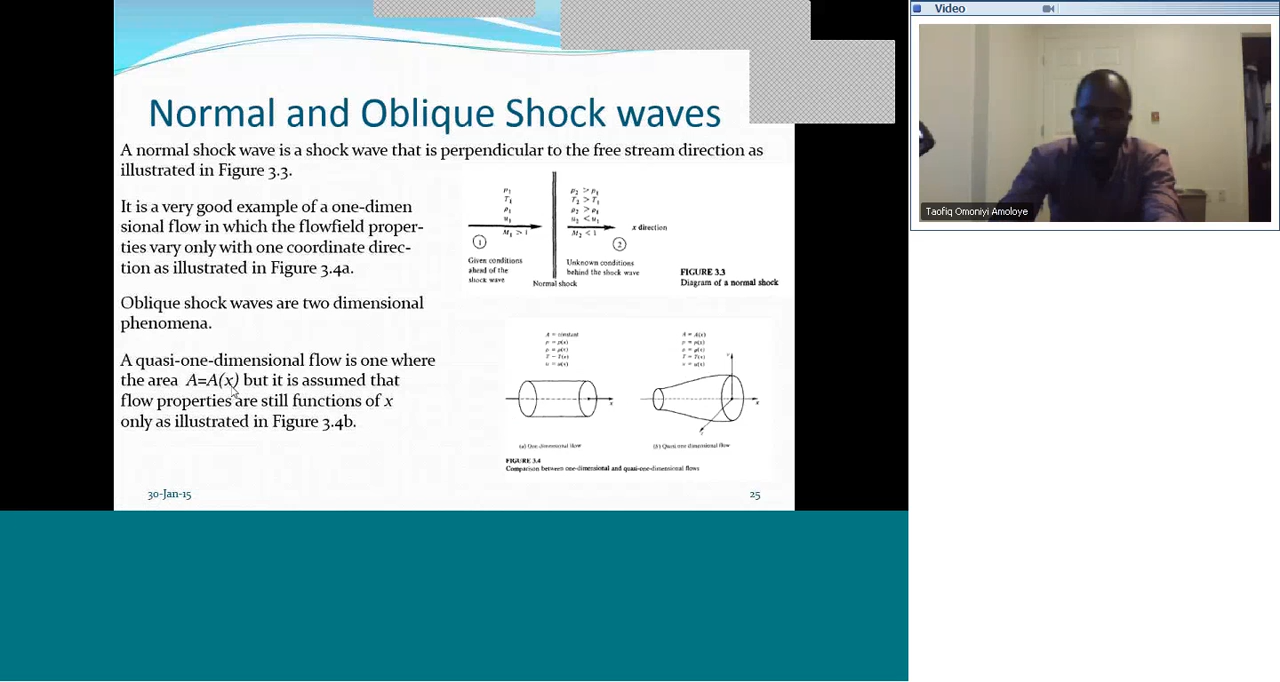 Video
Normal and Oblique Shock waves
A normal shock wave is a shock wave that is perpendicular to the free stream direction as
illustrated in Figure 3.3.
It is a very good example of a one-dimen
sional flow in which the flowfield proper-
ties vary only with one coordinate direc-
tion as illustrated in Figure 3.4a.
Oblique shock waves are two dimensional
phenomena.
A quasi-one-dimensional flow is one where
the area A=A(x) but it is assumed that
flow properties are still functions of x
only as illustrated in Figure 3.4b.
p₁
T₁
ρ₁
u₁
M₁ > 1
1
Given conditions
ahead of the
shock wave
Normal shock
p₂ > p₁
T₂ > T₁
ρ₂ > ρ₁
u₂ < u₁
M₂ < 1
2
x direction
Unknown conditions
behind the shock wave
FIGURE 3.3
Diagram of a normal shock
A = constant
p = p(x)
ρ = ρ(x)
T = T(x)
u = u(x)
x
(a) One dimensional flow
A = A(x)
p = p(x)
ρ = ρ(x)
T = T(x)
u = u(x)
x
(b) Quasi one dimensional flow
FIGURE 3.4
Comparison between one-dimensional and quasi-one-dimensional flows
30-Jan-15
25
Taofiq Omoniyi Amoloye